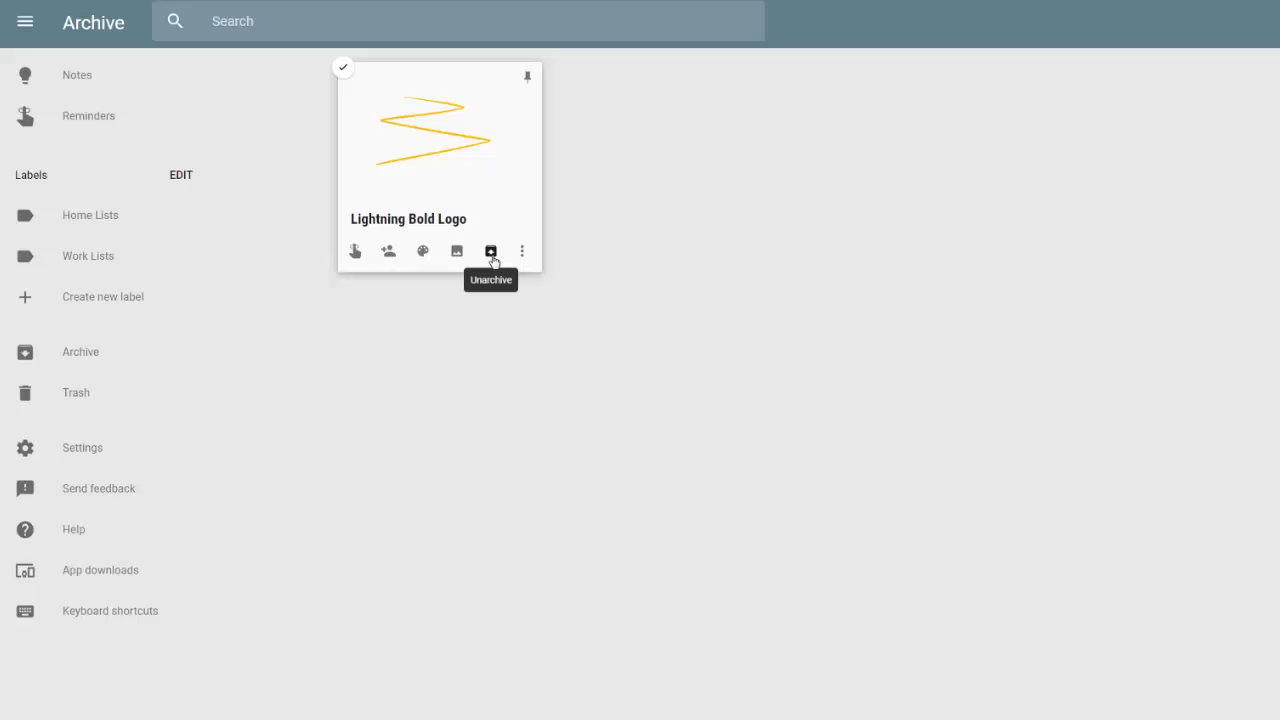 Archive
Search
Notes
Reminders
Labels EDIT
Home Lists
Work Lists
Create new label
Archive
Trash
Settings
Send feedback
Help
App downloads
Keyboard shortcuts
Lightning Bold Logo
Unarchive